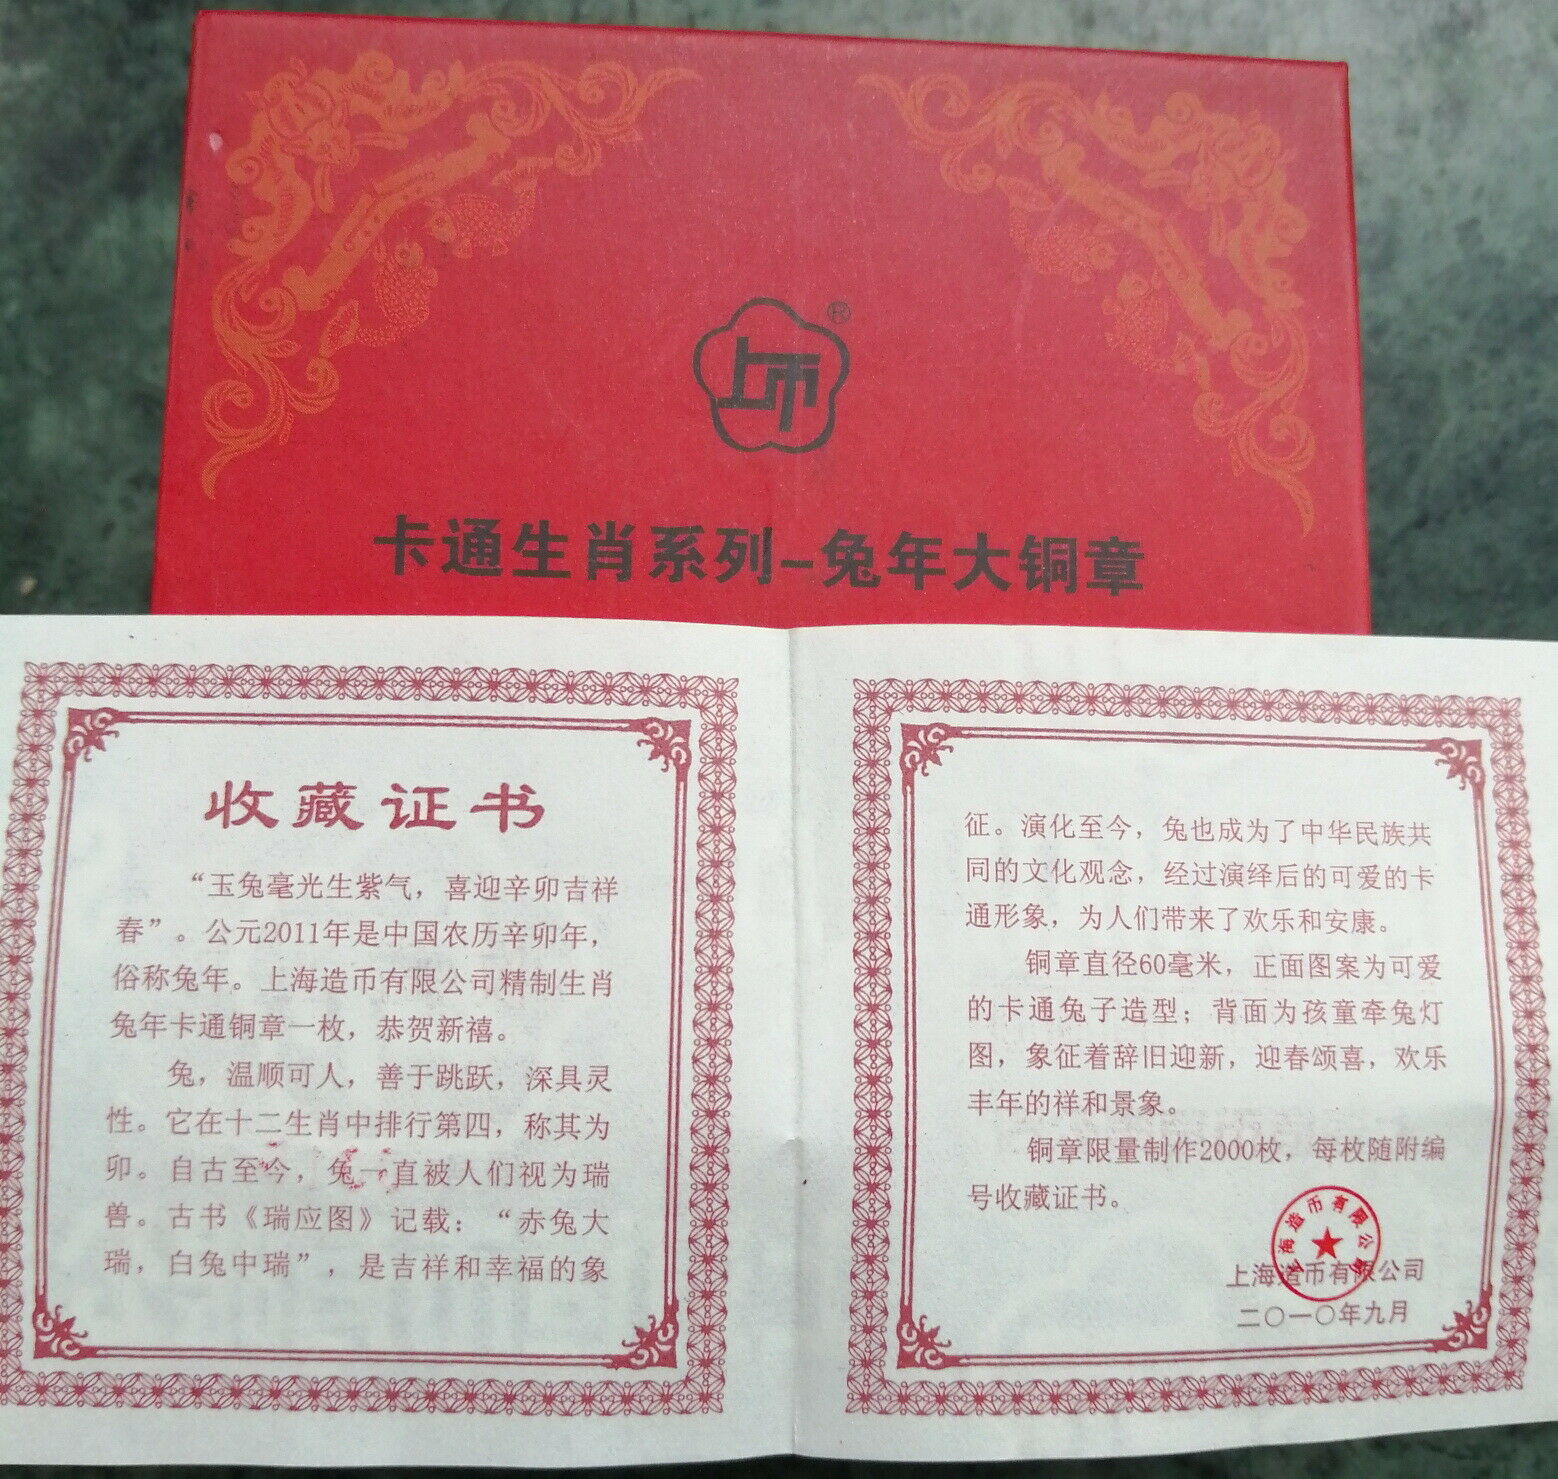 上币
®
卡通生肖系列-兔年大铜章
收藏证书
“玉兔毫光生紫气，喜迎辛卯吉祥
春”。公元2011年是中国农历辛卯年，
俗称兔年。上海造币有限公司精制生肖
兔年卡通铜章一枚，恭贺新禧。
兔，温顺可人，善于跳跃，深具灵
性。它在十二生肖中排行第四，称其为
卯。自古至今，兔一直被人们视为瑞
兽。古书《瑞应图》记载：“赤兔大
瑞，白兔中瑞”，是吉祥和幸福的象
征。演化至今，兔也成为了中华民族共
同的文化观念，经过演绎后的可爱的卡
通形象，为人们带来了欢乐和安康。
铜章直径60毫米，正面图案为可爱
的卡通兔子造型；背面为孩童牵兔灯
图，象征着辞旧迎新，迎春颂喜，欢乐
丰年的祥和景象。
铜章限量制作2000枚，每枚随附编
号收藏证书。
上海造币有限公司
上海造币有限公司
二〇一〇年九月